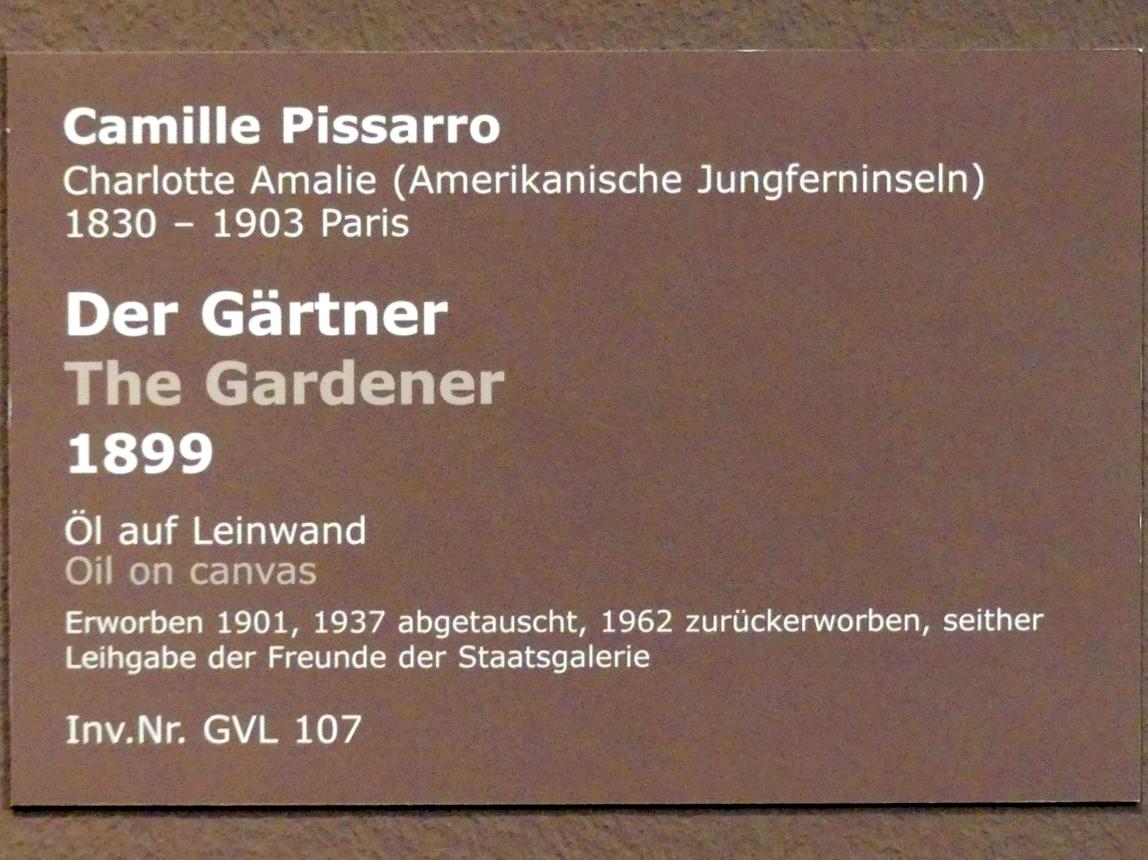 Camille Pissarro
Charlotte Amalie (Amerikanische Jungferninseln)
1830 – 1903 Paris
Der Gärtner
The Gardener
1899
Öl auf Leinwand
Oil on canvas
Erworben 1901, 1937 abgetauscht, 1962 zurückerworben, seither
Leihgabe der Freunde der Staatsgalerie
Inv.Nr. GVL 107